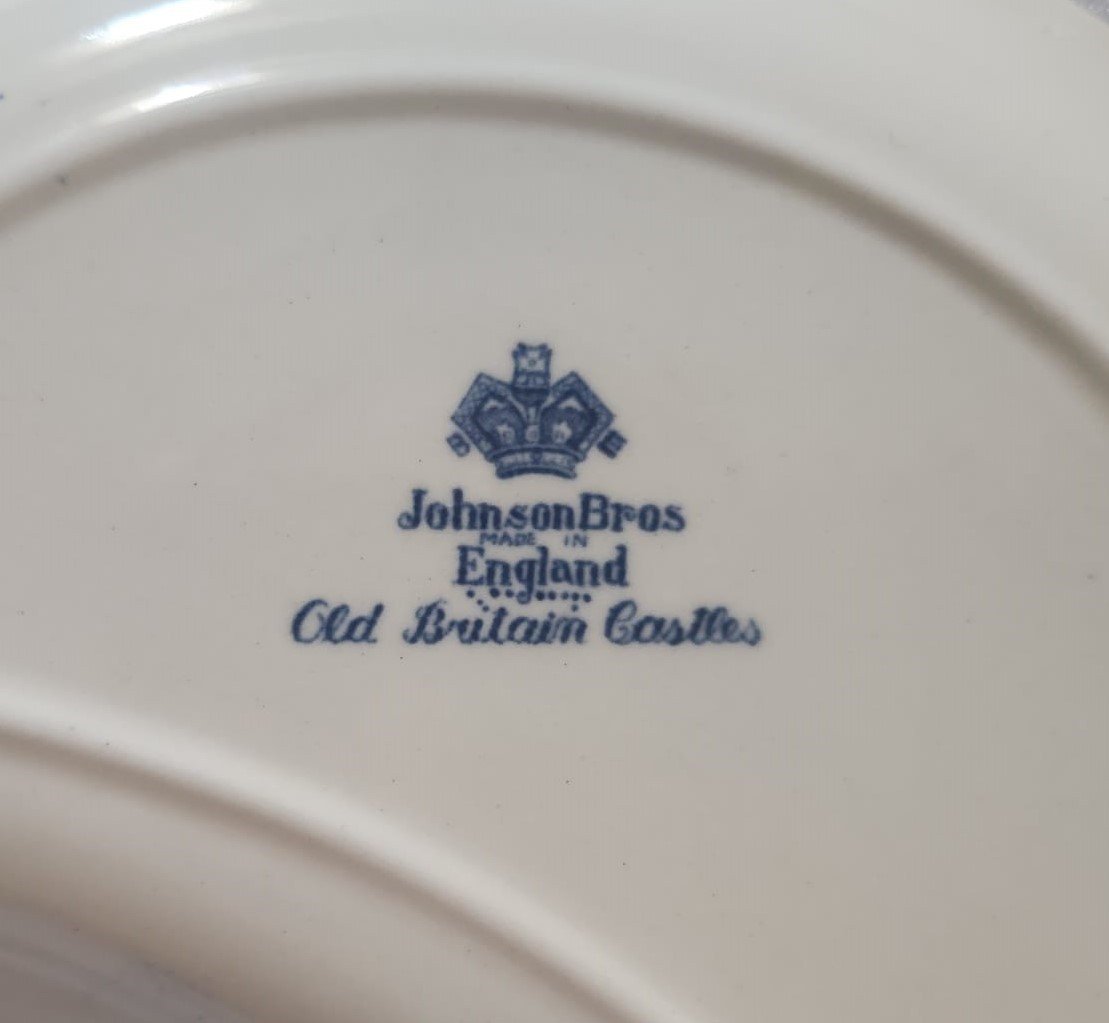 JohnsonBros
MADE IN
England
Old Britain Castles